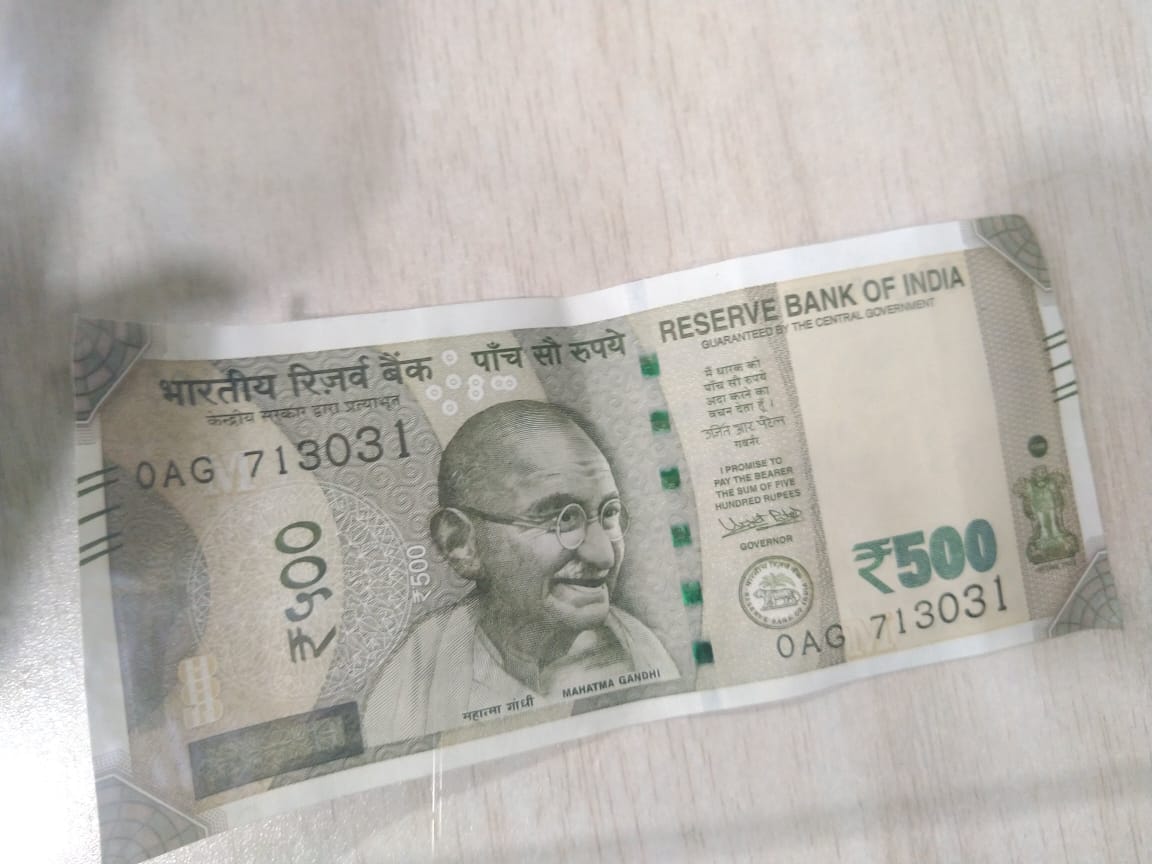 भारतीय रिज़र्व बैंक
केन्द्रीय सरकार द्वारा प्रत्याभूत
पाँच सौ रुपये
0AG 713031
₹५००
₹500
महात्मा गांधी
MAHATMA GANDHI
RESERVE BANK OF INDIA
GUARANTEED BY THE CENTRAL GOVERNMENT
मैं धारक को
पाँच सौ रुपये
अदा करने का
वचन देता हूँ ।
उर्जित आर पटेल
गवर्नर
I PROMISE TO
PAY THE BEARER
THE SUM OF FIVE
HUNDRED RUPEES
Urjit Patel
GOVERNOR
₹500
0AG 713031